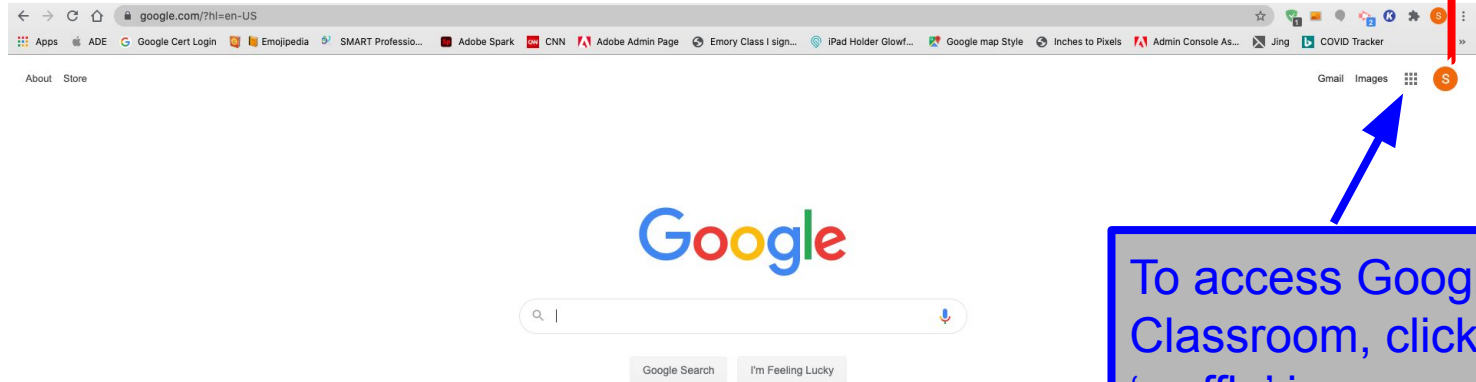 google.com/?hl=en-US
S
Apps ADE Google Cert Login Emojipedia SMART Professio... Adobe Spark CNN Adobe Admin Page Emory Class I sign... iPad Holder Glowf... Google map Style Inches to Pixels Admin Console As... Jing COVID Tracker »
About Store
Gmail Images S
Google
To access Goog
Classroom, click
Google Search I'm Feeling Lucky